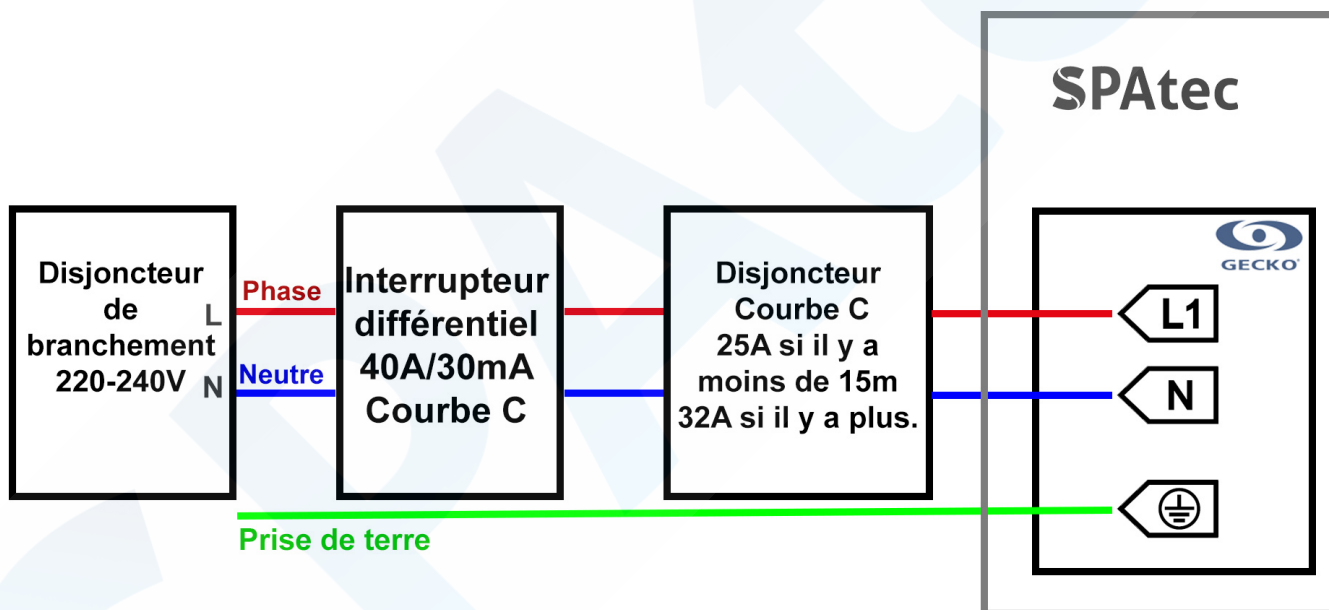 SPAtec
GECKO
Disjoncteur
de
branchement
220-240V
L
N
Phase
Neutre
Interrupteur
différentiel
40A/30mA
Courbe C
Disjoncteur
Courbe C
25A si il y a
moins de 15m
32A si il y a plus.
L1
N
Prise de terre